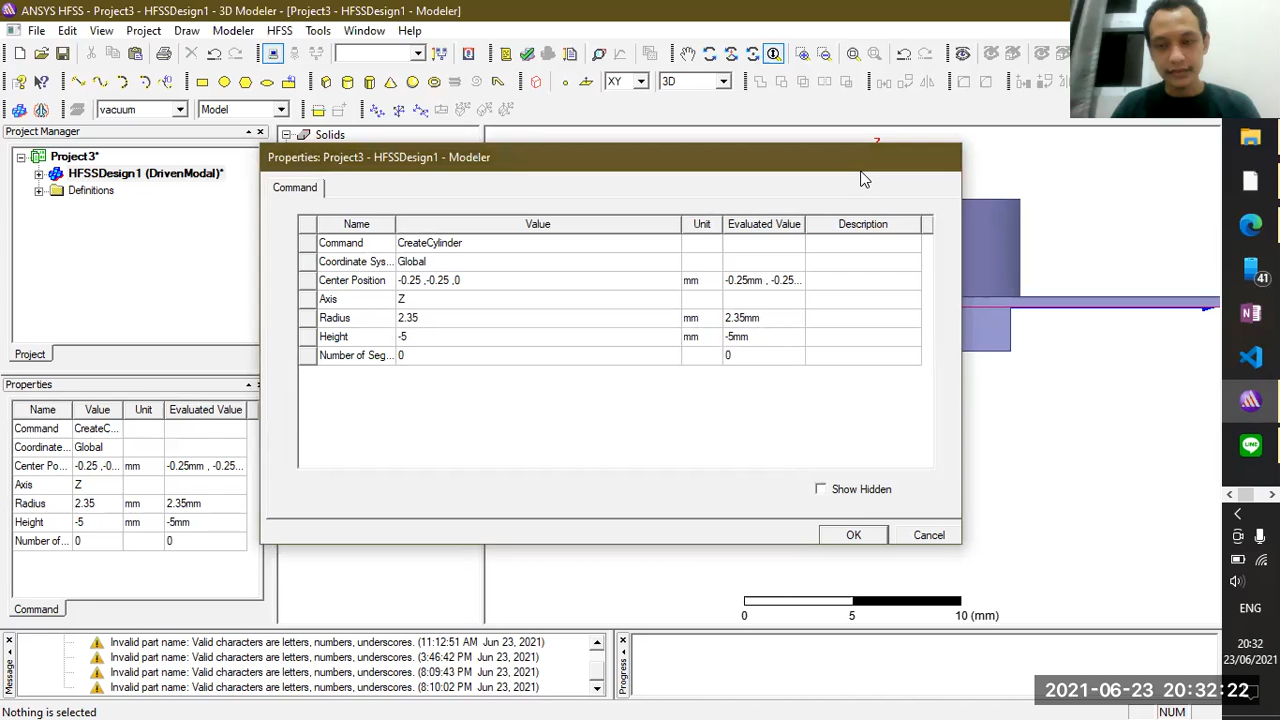 ANSYS HFSS - Project3 - HFSSDesign1 - 3D Modeler - [Project3 - HFSSDesign1 - Modeler]
File Edit View Project Draw Modeler HFSS Tools Window Help
XY 3D
vacuum Model
Project Manager
Project3*
HFSSDesign1 (DrivenModal)*
Definitions
Project
Solids
Z
Properties: Project3 - HFSSDesign1 - Modeler
Command
Name Value Unit Evaluated Value Description
Command CreateCylinder
Coordinate Sys... Global
Center Position -0.25 ,-0.25 ,0 mm -0.25mm , -0.25...
Axis Z
Radius 2.35 mm 2.35mm
Height -5 mm -5mm
Number of Seg... 0 0
Show Hidden
OK Cancel
Properties
Name Value Unit Evaluated Value
Command CreateC...
Coordinate... Global
Center Po... -0.25 ,-0... mm -0.25mm , -0.25...
Axis Z
Radius 2.35 mm 2.35mm
Height -5 mm -5mm
Number of... 0 0
Command
0 5 10 (mm)
Message
Invalid part name: Valid characters are letters, numbers, underscores. (11:12:51 AM Jun 23, 2021)
Invalid part name: Valid characters are letters, numbers, underscores. (3:46:42 PM Jun 23, 2021)
Invalid part name: Valid characters are letters, numbers, underscores. (8:09:43 PM Jun 23, 2021)
Invalid part name: Valid characters are letters, numbers, underscores. (8:10:02 PM Jun 23, 2021)
Progress
Nothing is selected
NUM
41
LINE
ENG
20:32
23/06/2021
2021-06-23 20:32:22